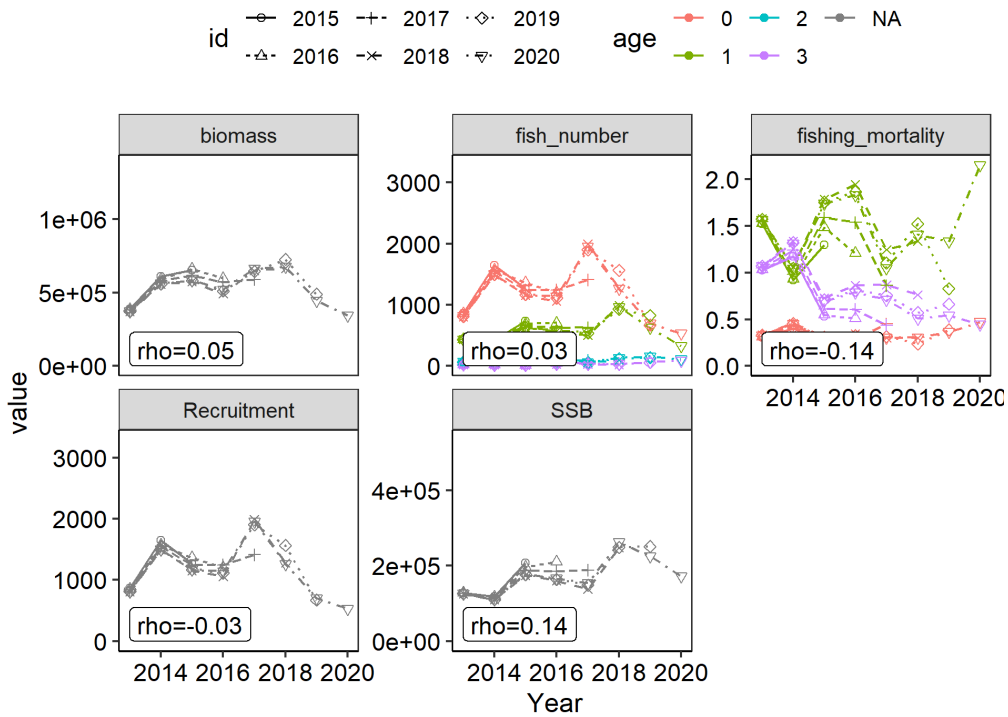 id 2015 2017 2019 age 0 2 NA
2016 2018 2020 1 3
biomass fish_number fishing_mortality
1e+06
5e+05
0e+00
rho=0.05
3000
2000
1000
0
rho=0.03
2.0
1.5
1.0
0.5
0.0
rho=-0.14
2014 2016 2018 2020
value
Recruitment SSB
3000
2000
1000
0
rho=-0.03
4e+05
2e+05
0e+00
rho=0.14
2014 2016 2018 2020 2014 2016 2018 2020
Year